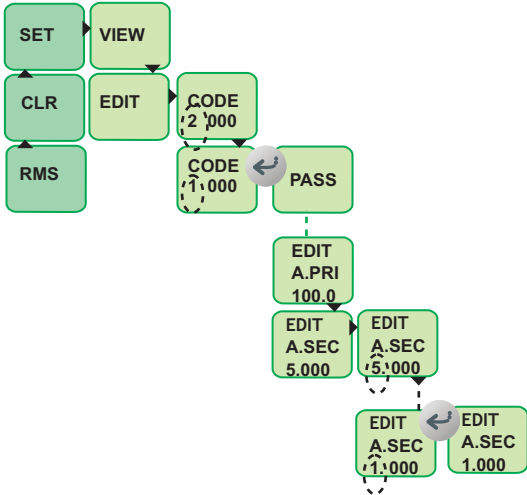 SET
VIEW
CLR
EDIT
CODE
2 000
RMS
CODE
1 000
PASS
EDIT
A.PRI
100.0
EDIT
A.SEC
5.000
EDIT
A.SEC
5.000
EDIT
A.SEC
1.000
EDIT
A.SEC
1.000